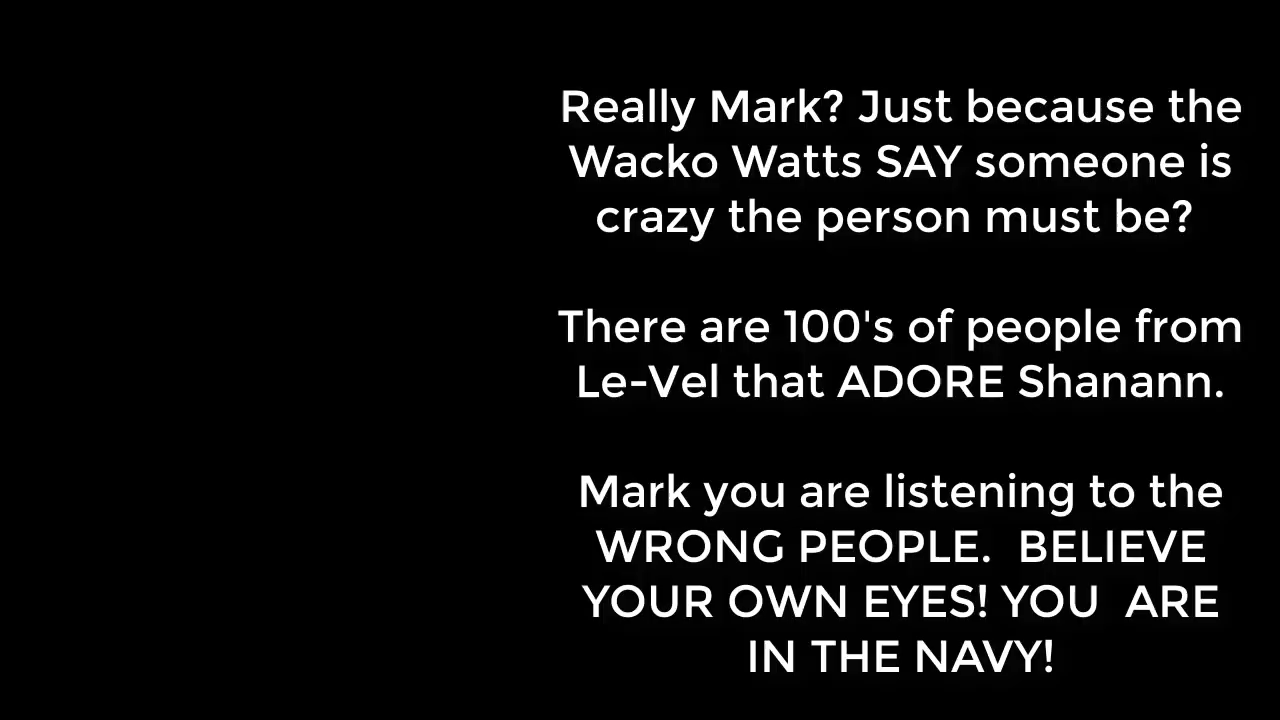 Really Mark? Just because the
Wacko Watts SAY someone is
crazy the person must be?
There are 100's of people from
Le-Vel that ADORE Shanann.
Mark you are listening to the
WRONG PEOPLE.  BELIEVE
YOUR OWN EYES! YOU  ARE
IN THE NAVY!